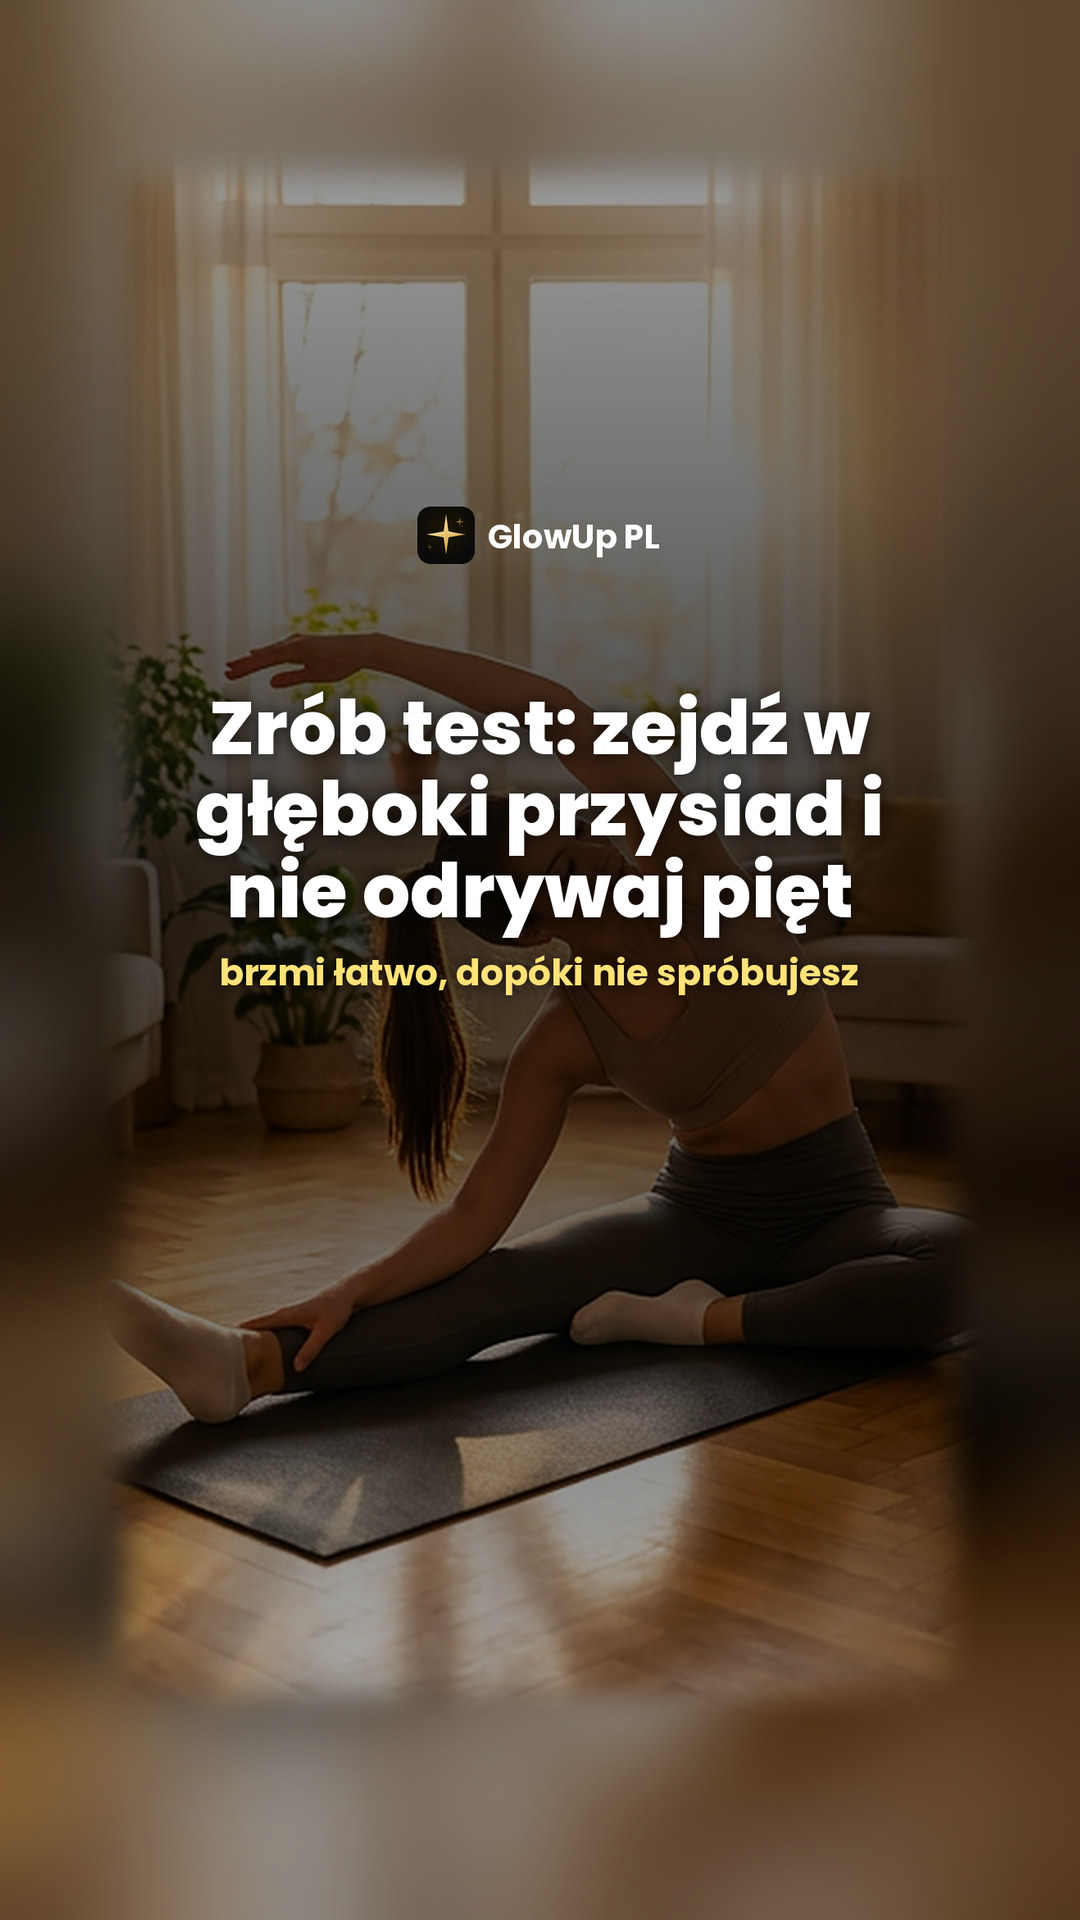 GlowUp PL
Zrób test: zejdź w
głęboki przysiad i
nie odrywaj pięt
brzmi łatwo, dopóki nie spróbujesz